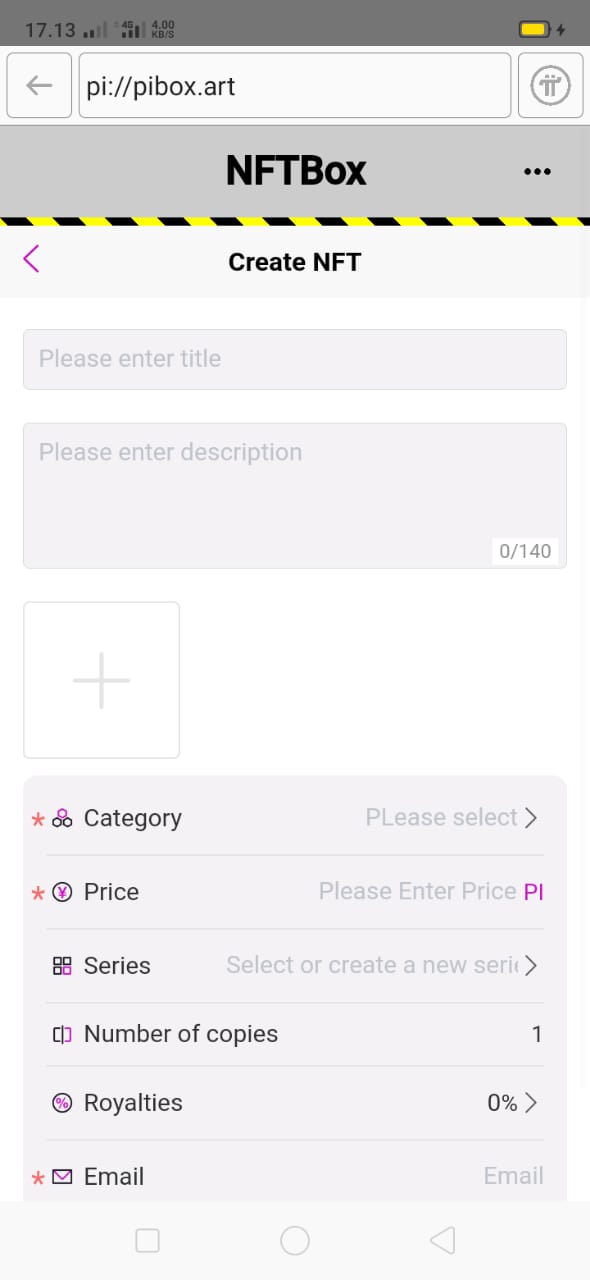 17.13 4G 4.00 KB/S
pi://pibox.art
NFTBox
Create NFT
Please enter title
Please enter description
0/140
* Category PLease select
* Price Please Enter Price PI
Series Select or create a new serie
Number of copies 1
Royalties 0%
* Email Email